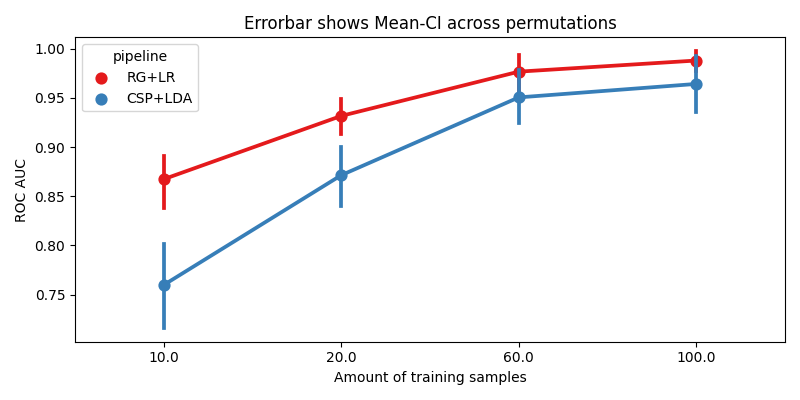 Errorbar shows Mean-CI across permutations
pipeline
RG+LR
CSP+LDA
ROC AUC
1.00
0.95
0.90
0.85
0.80
0.75
10.0 20.0 60.0 100.0
Amount of training samples